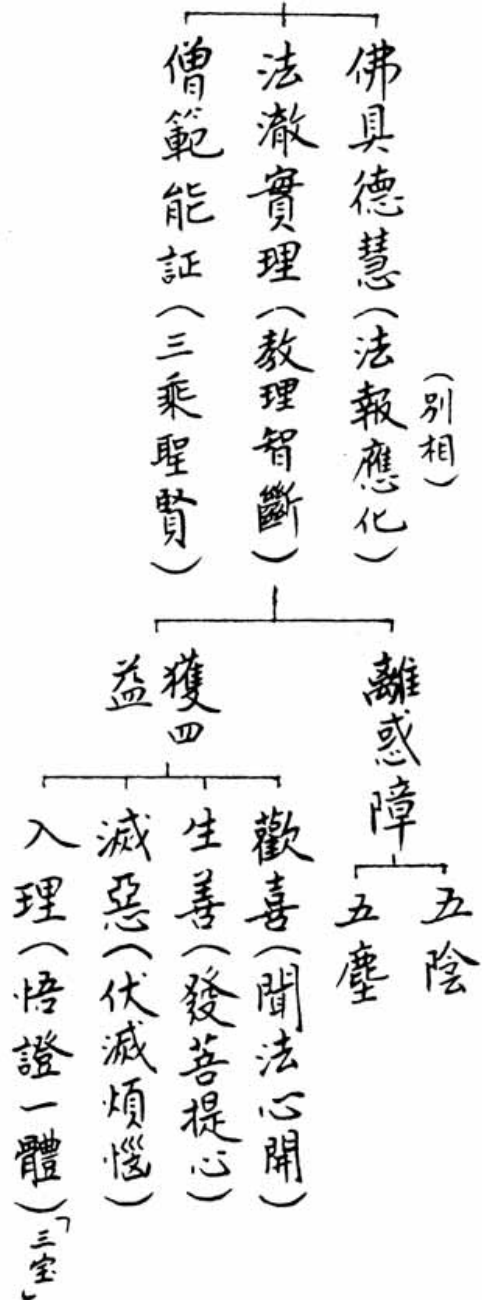 佛具德慧（法報應化）
（別相）
法澈實理（教理智斷）
僧範能証（三乘聖賢）
離惑障
五陰
五塵
獲四益
歡喜（聞法心開）
生善（發菩提心）
滅惡（伏滅煩惱）
入理（悟證一體）「三宝」